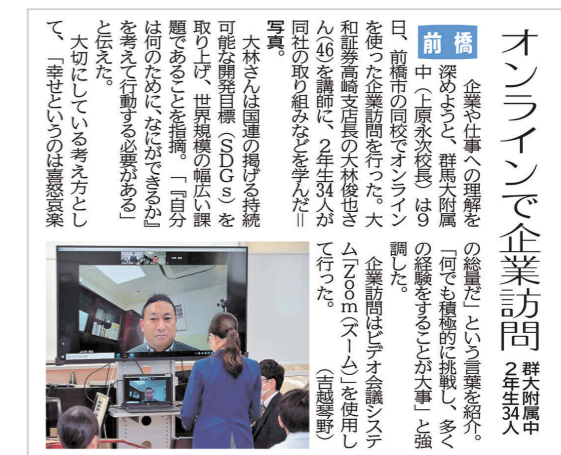 オンラインで企業訪問
群大附属中
2年生34人
前橋
企業や仕事への理解を
深めようと、群馬大附属
中（上原永次校長）は9
日、前橋市の同校でオンライン
を使った企業訪問を行った。大
和証券高崎支店長の大林俊也さ
ん（46）を講師に、2年生34人が
同社の取り組みなどを学んだ＝
写真。
大林さんは国連の掲げる持続
可能な開発目標（SDGs）を
取り上げ、世界規模の幅広い課
題であることを指摘。「『自分
は何のために、なにができるか』
を考えて行動する必要がある」
と伝えた。
大切にしている考え方とし
て、「幸せというのは喜怒哀楽
の総量だ」という言葉を紹介。
「何でも積極的に挑戦し、多く
の経験をすることが大事」と強
調した。
企業訪問はビデオ会議システ
ム「Zoom（ズーム）」を使用し
て行った。
（吉越琴野）